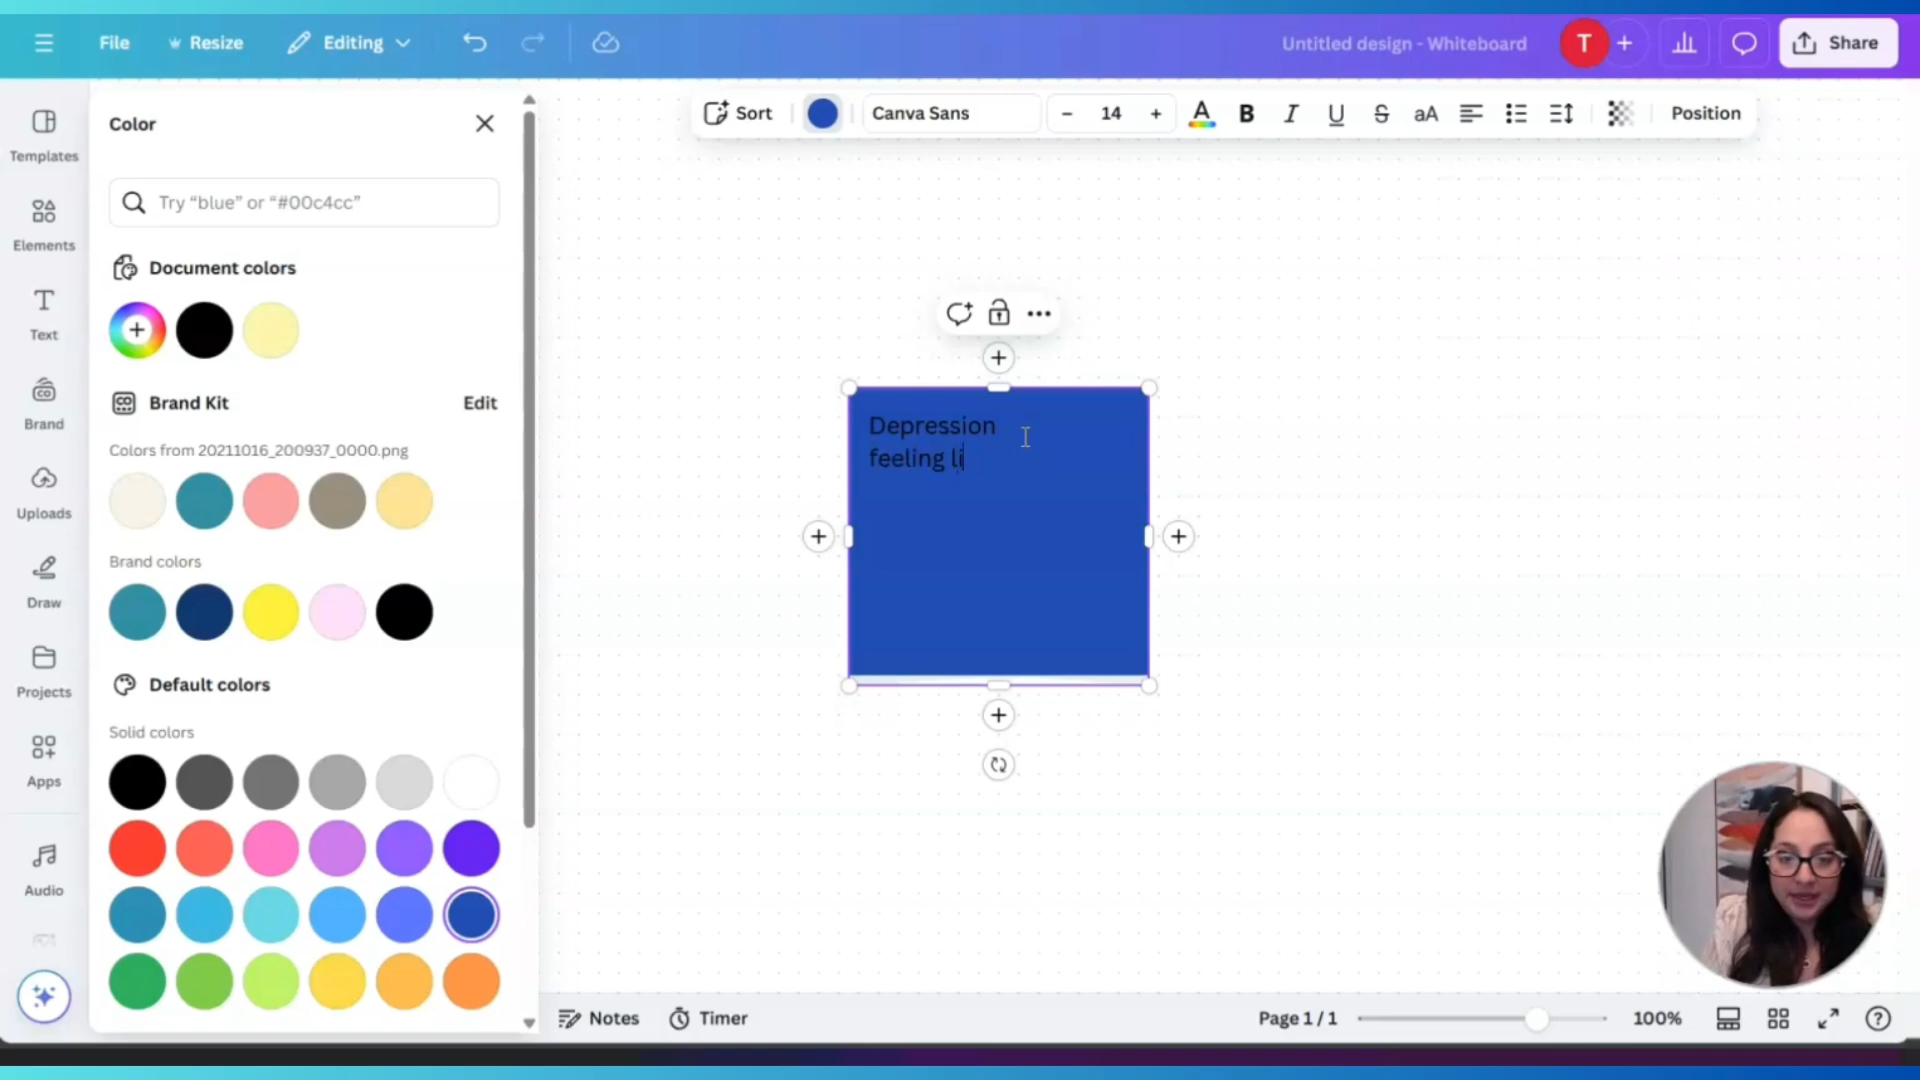 File
Resize
Editing
Untitled design - Whiteboard
T
Share
Templates
Elements
Text
Brand
Uploads
Draw
Projects
Apps
Audio
Color
Try “blue” or “#00c4cc”
Document colors
Brand Kit
Edit
Colors from 20211016_200937_0000.png
Brand colors
Default colors
Solid colors
Sort
Canva Sans
– 14 +
A B I U S aA
Position
Depression
feeling li
Notes
Timer
Page 1 / 1
100%